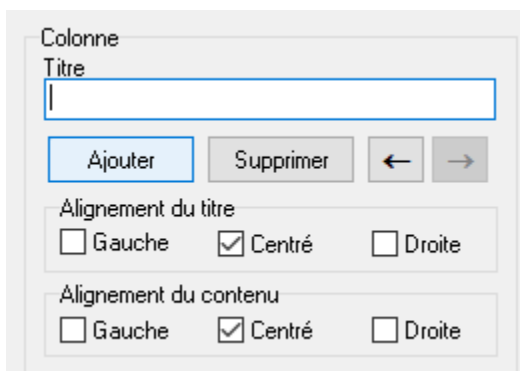 Colonne
Titre
Ajouter Supprimer ← →
Alignement du titre
Gauche Centré Droite
Alignement du contenu
Gauche Centré Droite